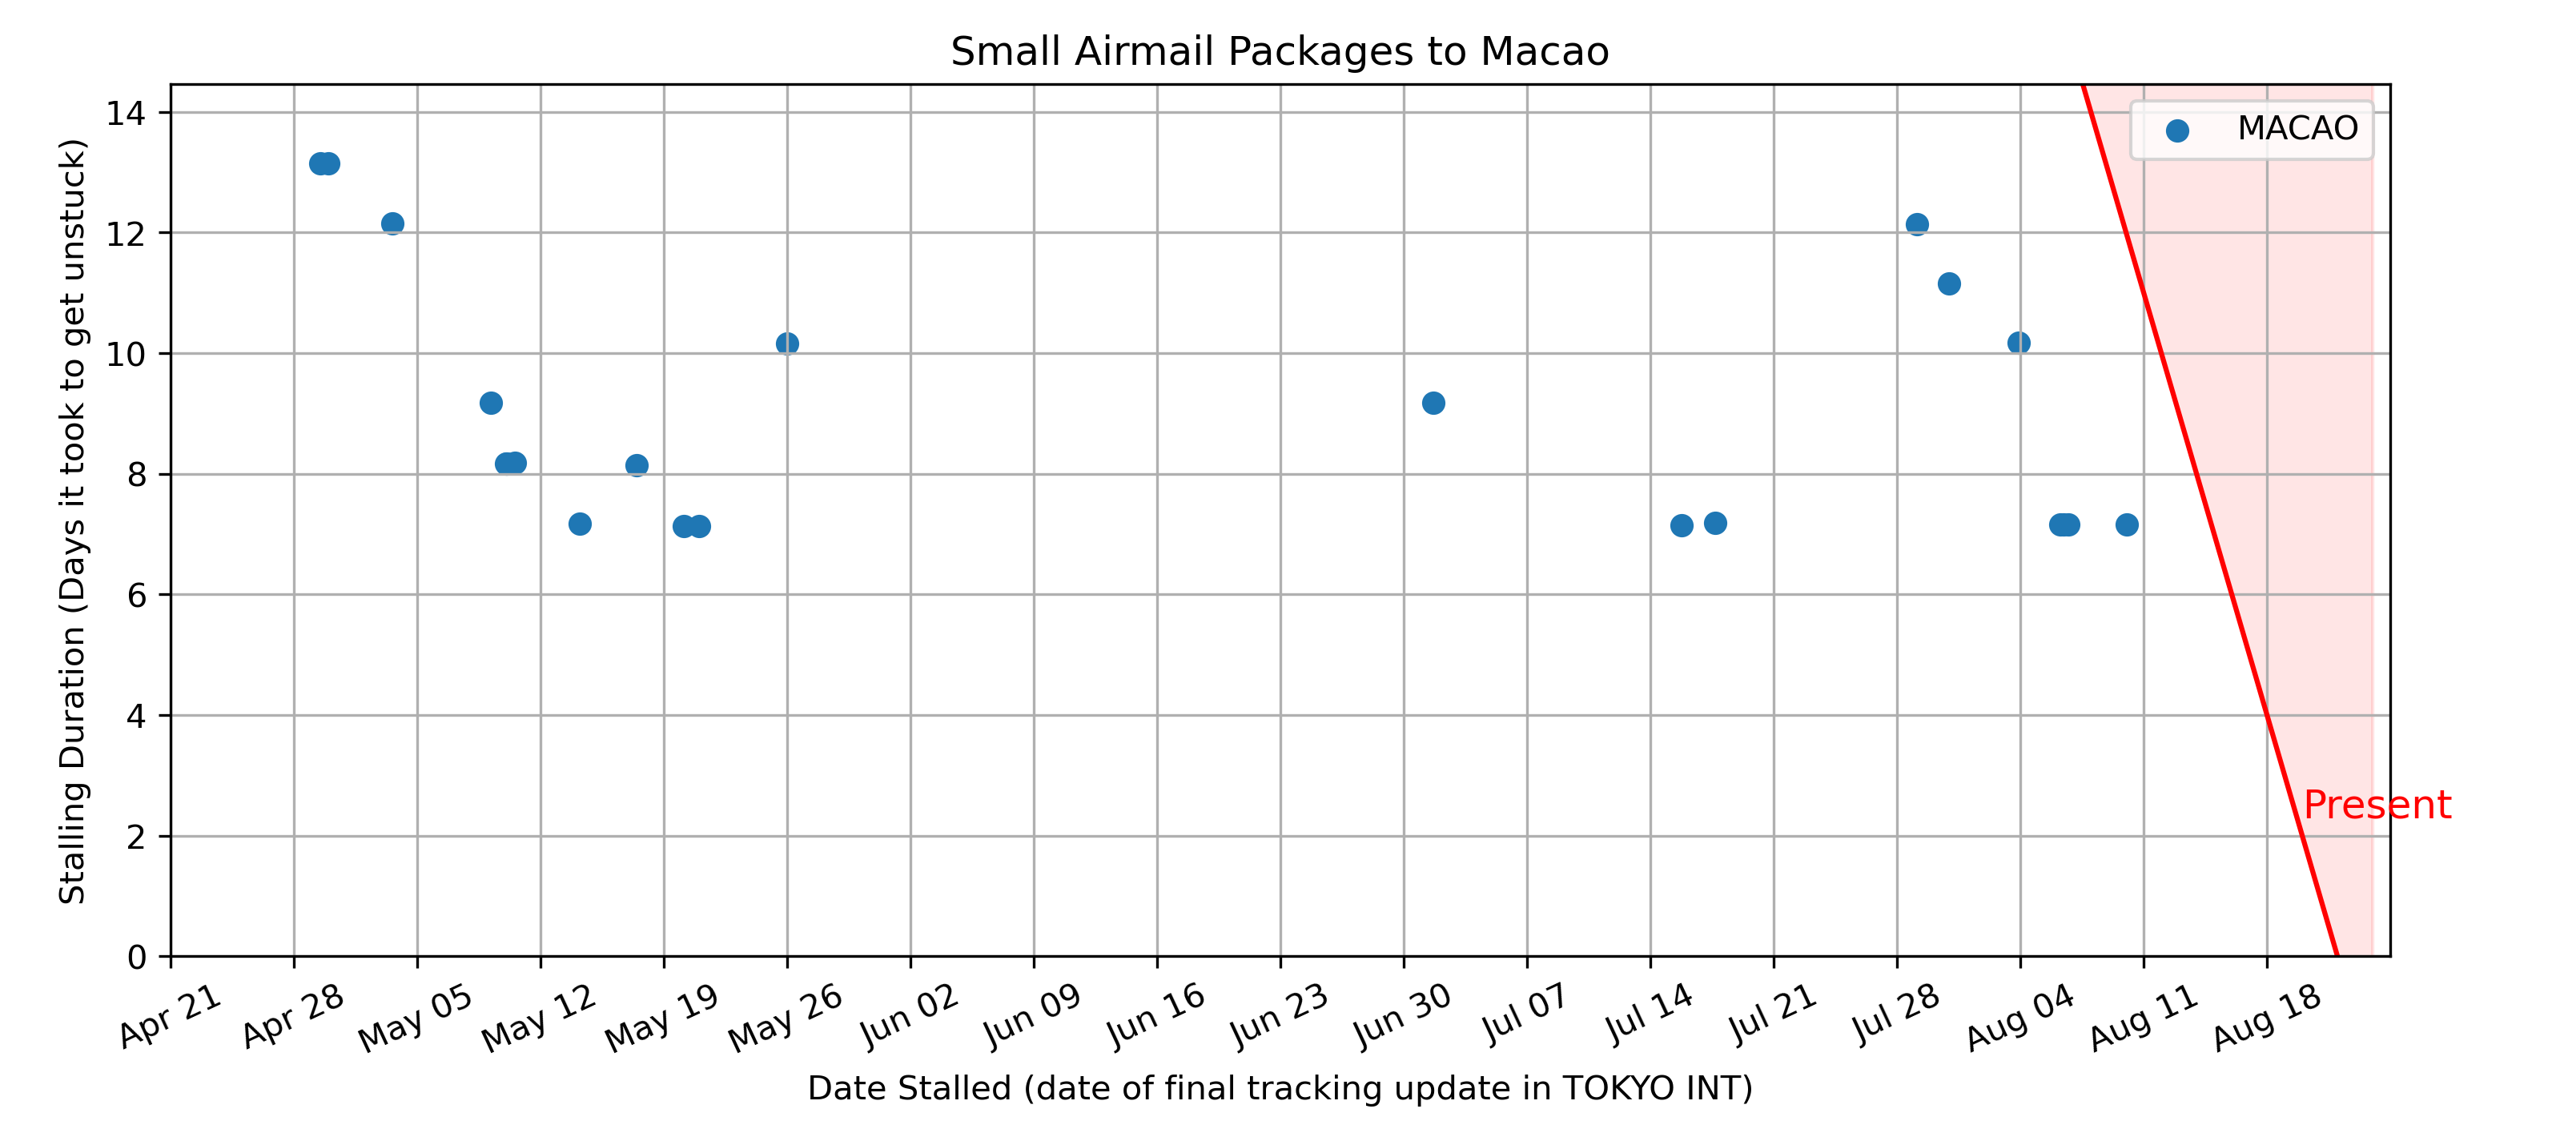 Small Airmail Packages to Macao
MACAO
Present
Stalling Duration (Days it took to get unstuck)
14
12
10
8
6
4
2
0
Apr 21
Apr 28
May 05
May 12
May 19
May 26
Jun 02
Jun 09
Jun 16
Jun 23
Jun 30
Jul 07
Jul 14
Jul 21
Jul 28
Aug 04
Aug 11
Aug 18
Date Stalled (date of final tracking update in TOKYO INT)